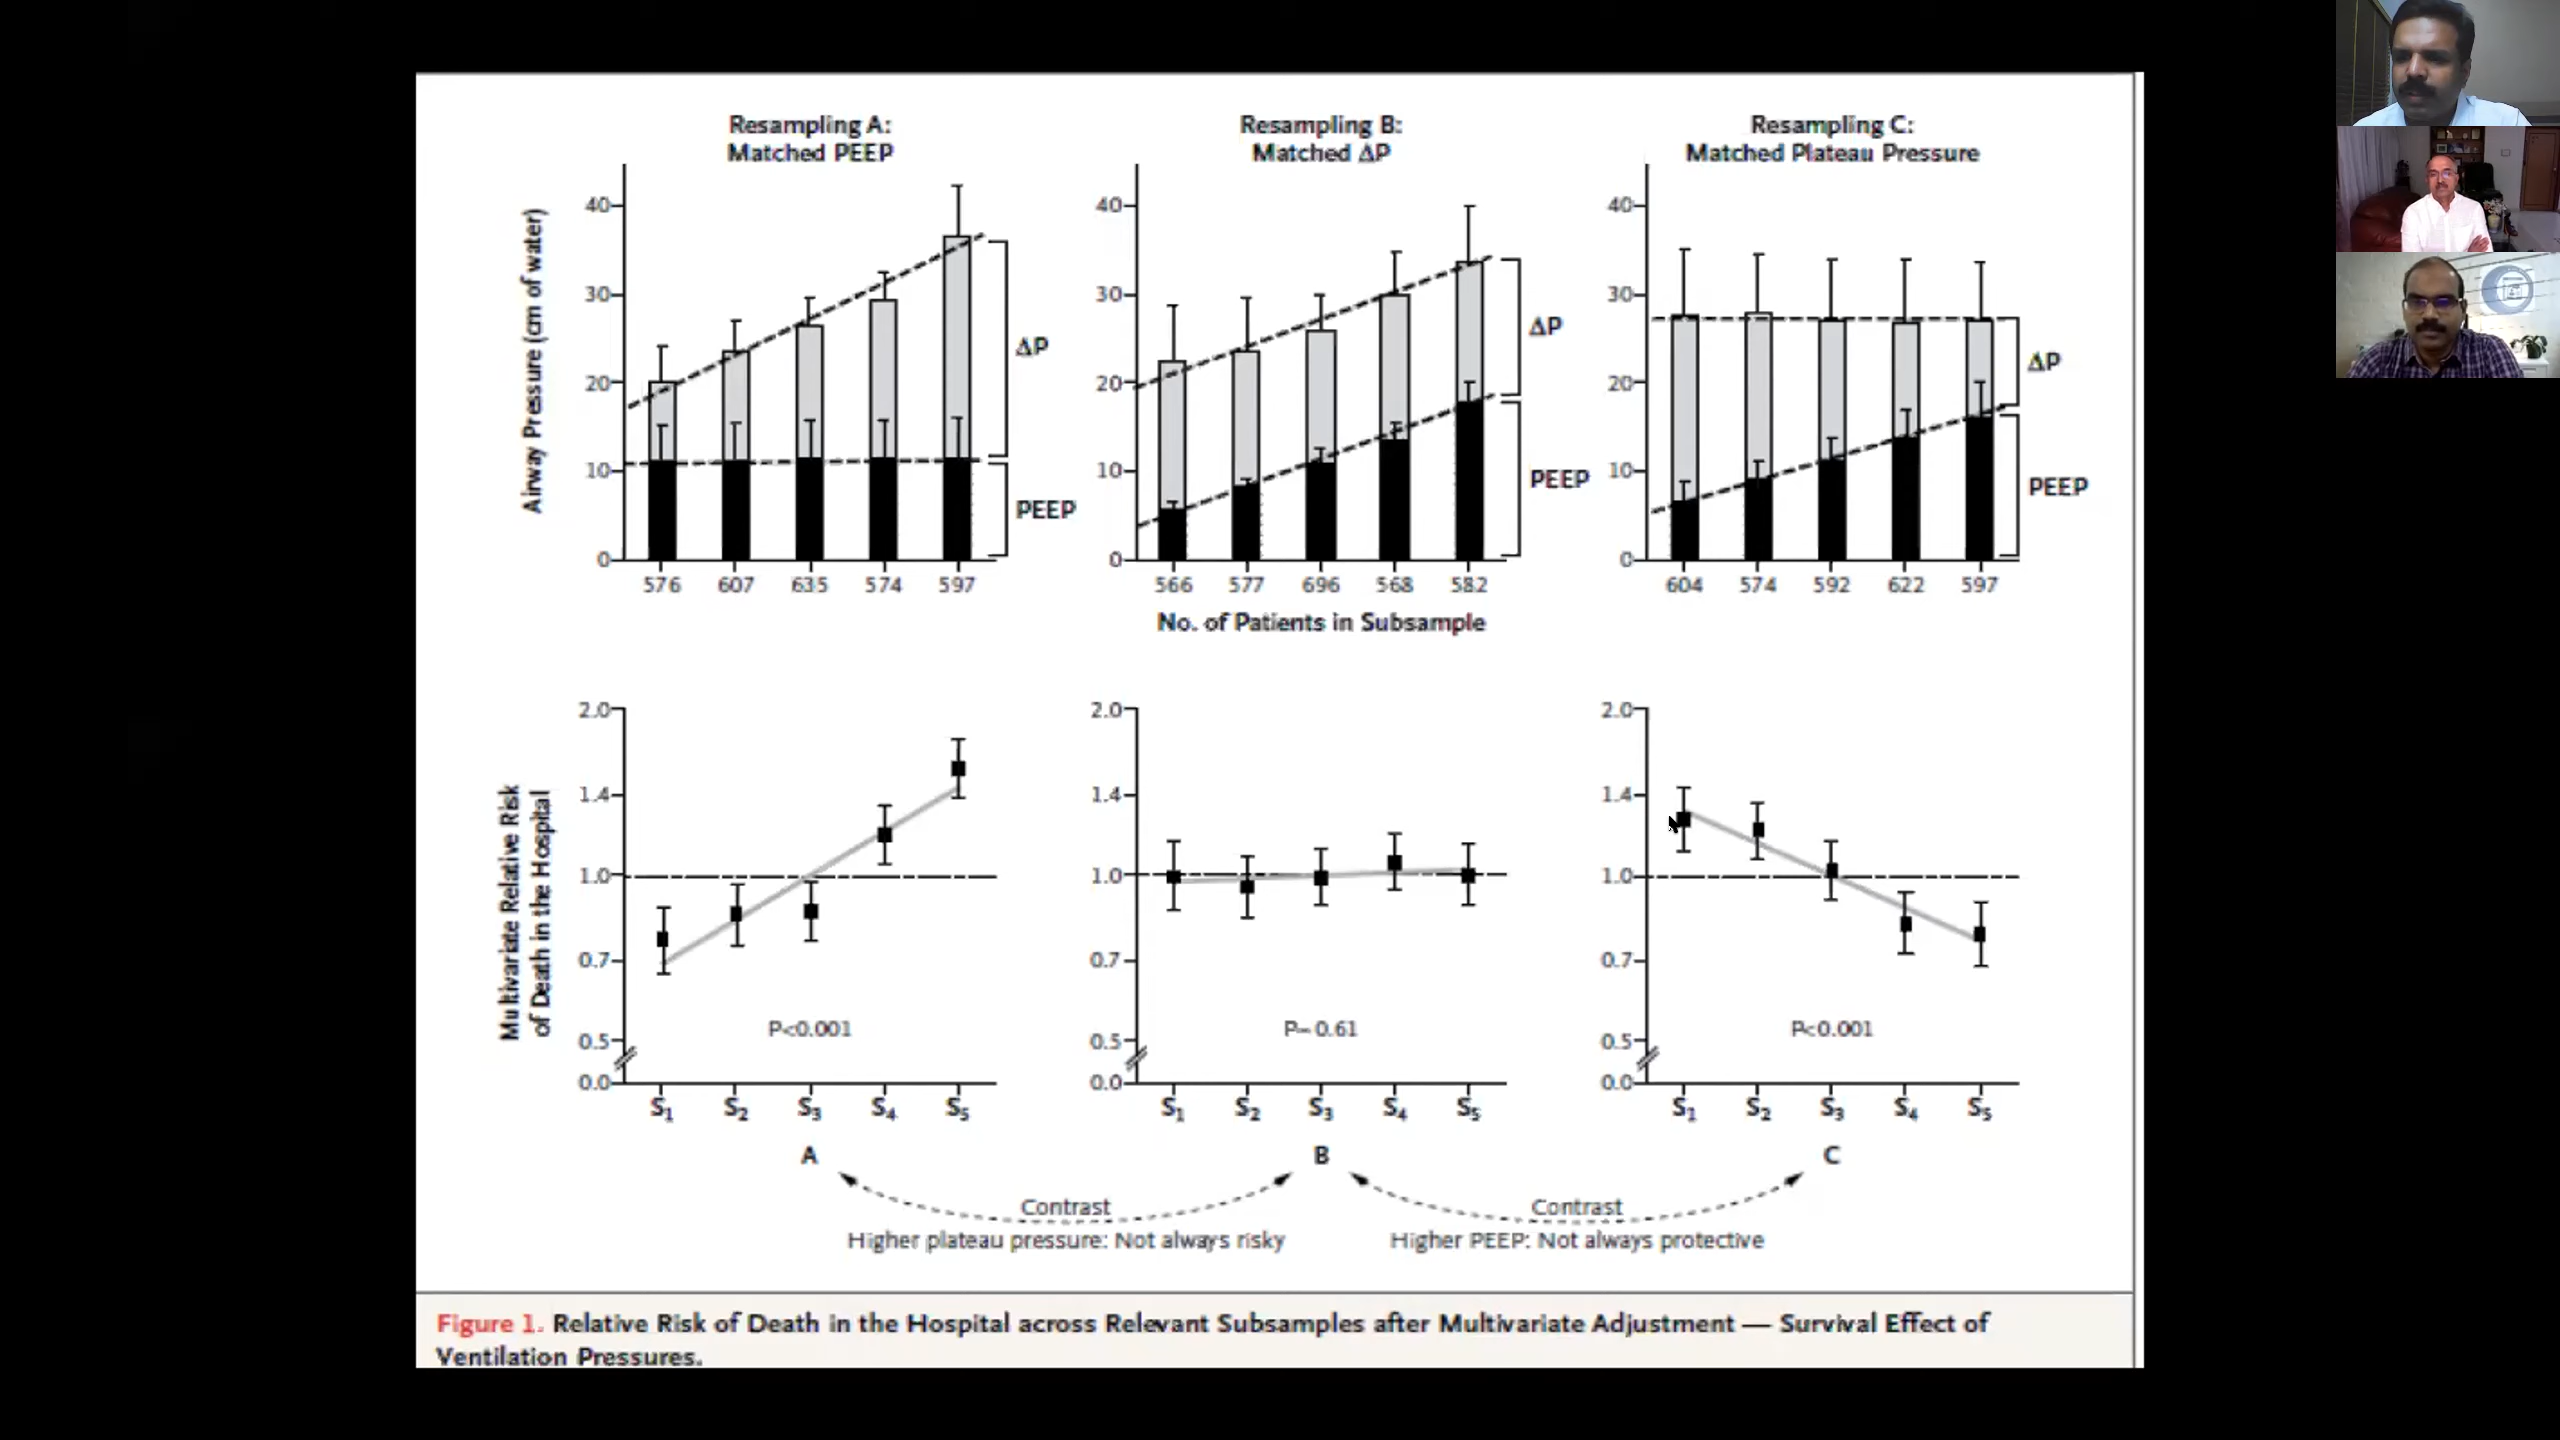 Resampling A:
Matched PEEP
Resampling B:
Matched ΔP
Resampling C:
Matched Plateau Pressure
Airway Pressure (cm of water)
40
30
20
10
0
ΔP
PEEP
576 607 635 574 597
40
30
20
10
0
ΔP
PEEP
566 577 696 568 582
40
30
20
10
0
ΔP
PEEP
604 574 592 622 597
No. of Patients in Subsample
Multivariate Relative Risk
of Death in the Hospital
2.0
1.4
1.0
0.7
0.5
0.0
P<0.001
S1 S2 S3 S4 S5
A
2.0
1.4
1.0
0.7
0.5
0.0
P=0.61
S1 S2 S3 S4 S5
B
2.0
1.4
1.0
0.7
0.5
0.0
P<0.001
S1 S2 S3 S4 S5
C
Contrast
Higher plateau pressure: Not always risky
Contrast
Higher PEEP: Not always protective
Figure 1. Relative Risk of Death in the Hospital across Relevant Subsamples after Multivariate Adjustment — Survival Effect of
Ventilation Pressures.